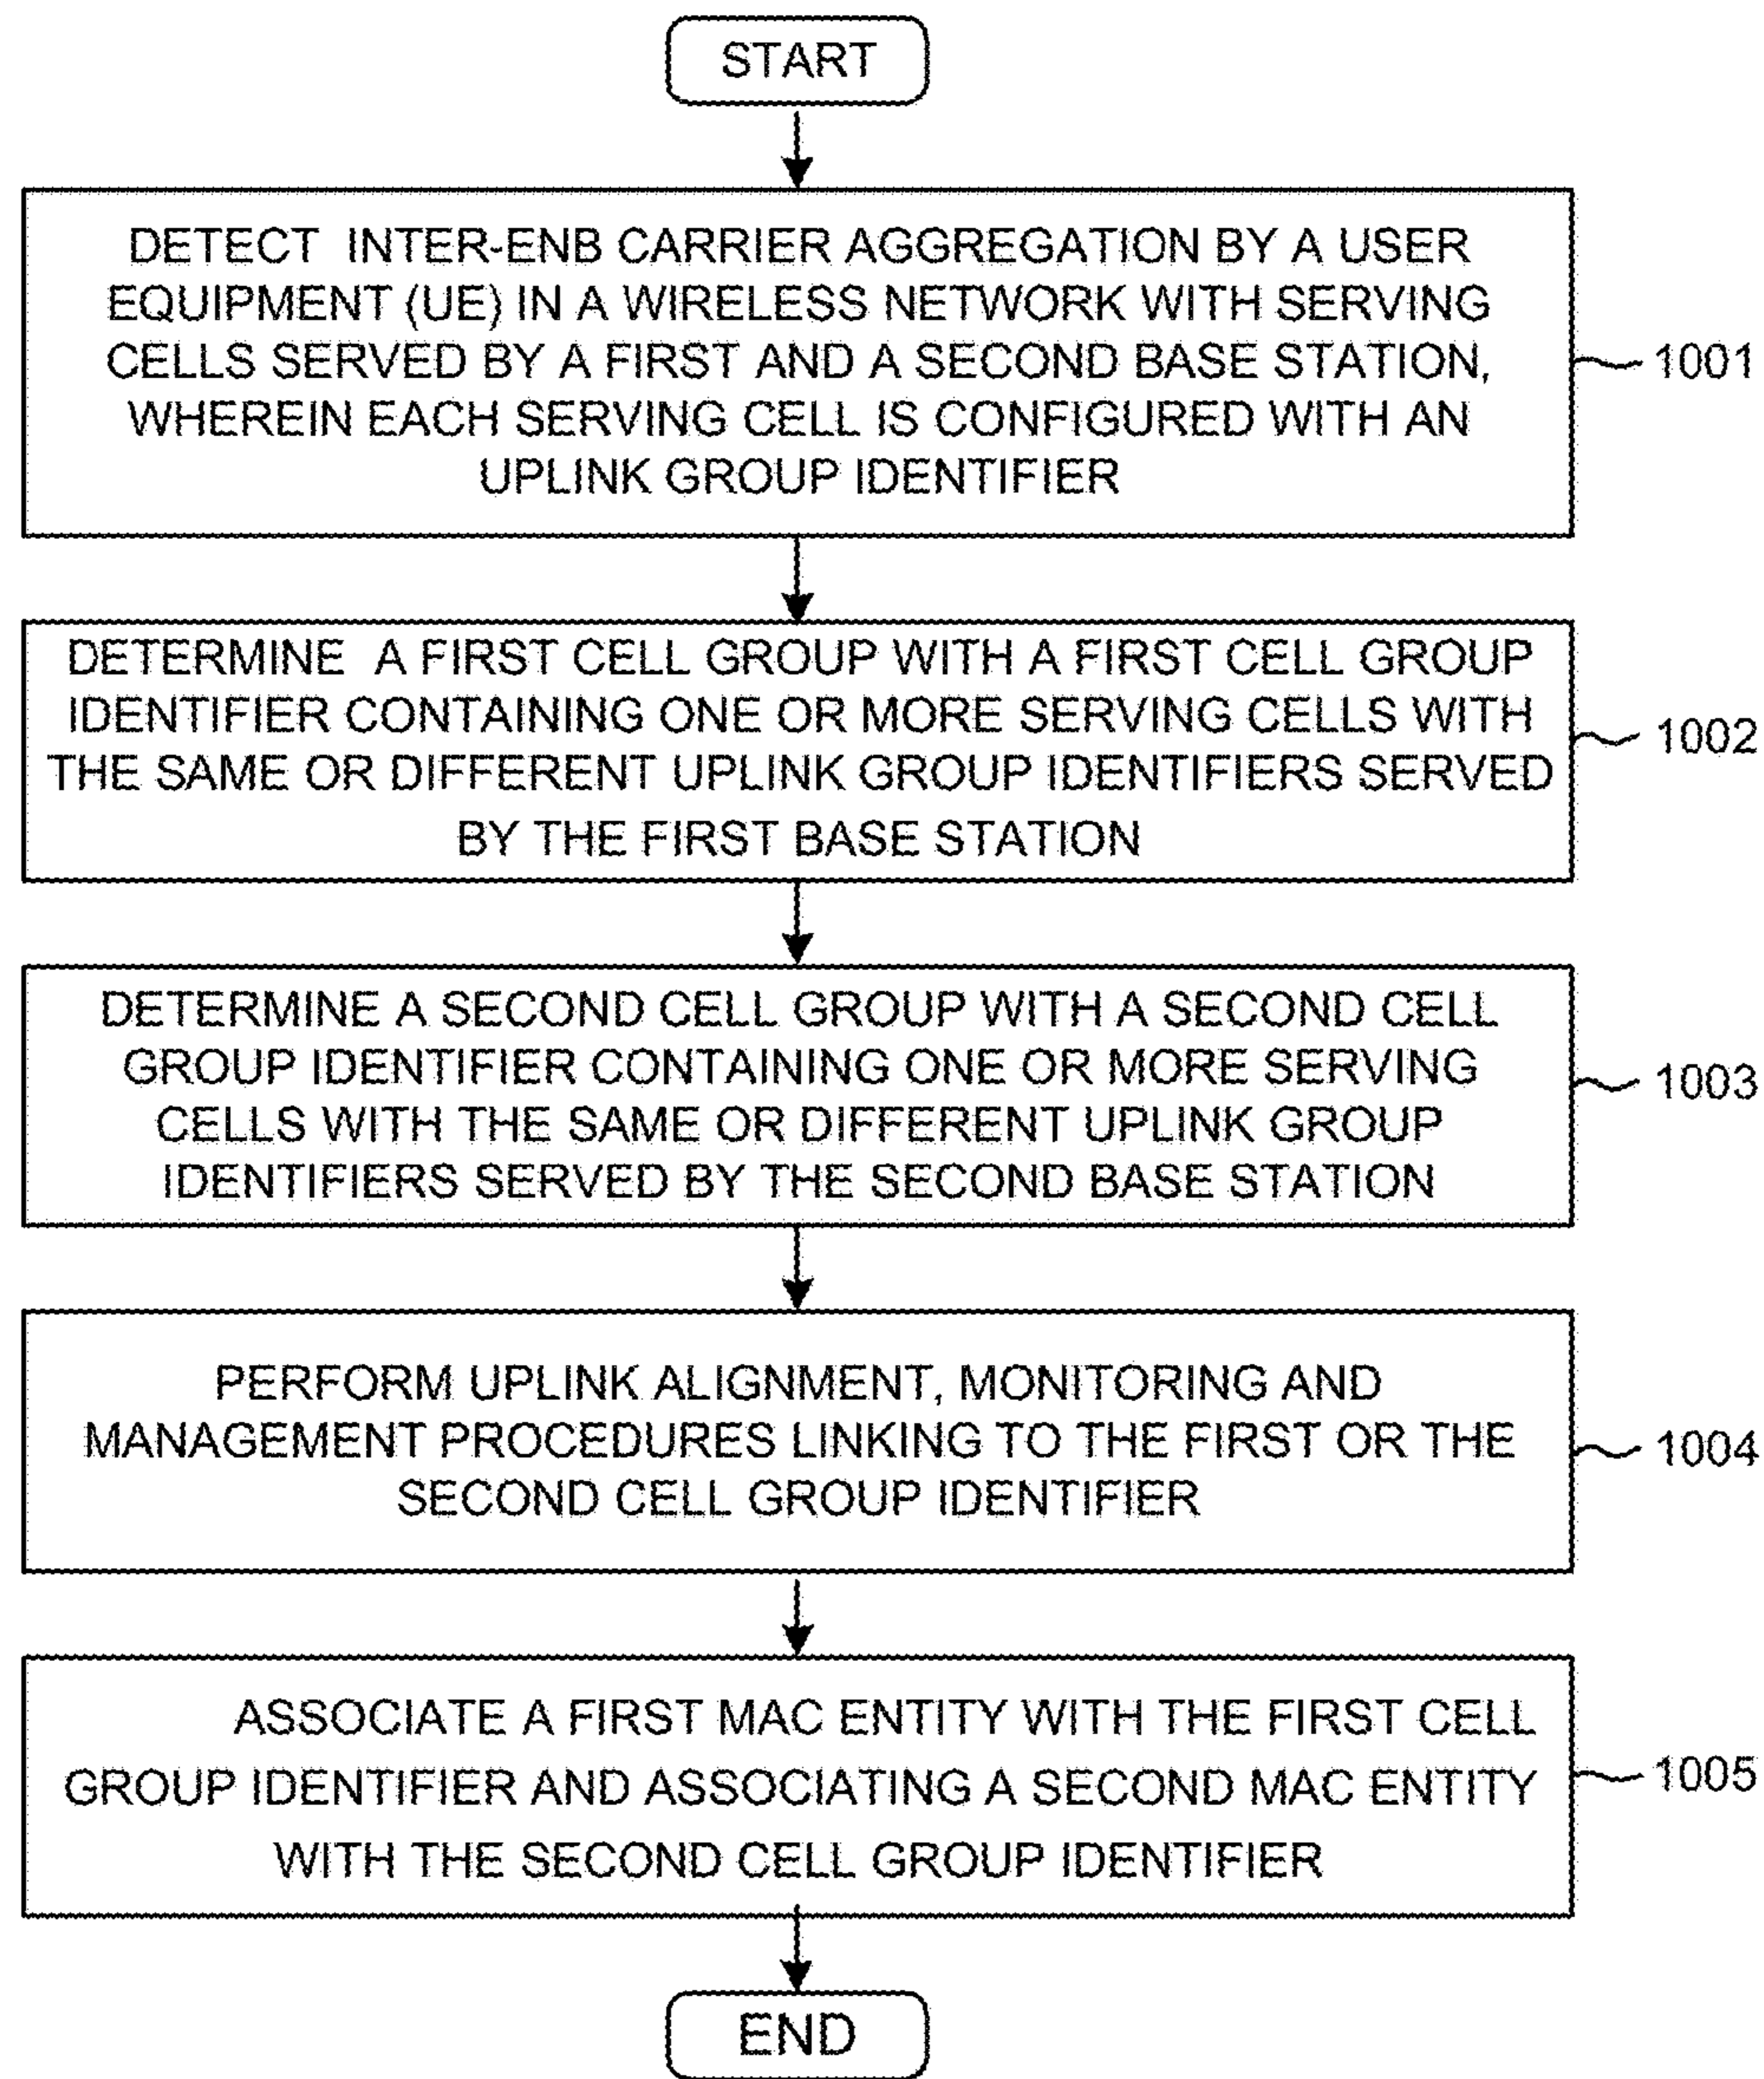 START
DETECT INTER-ENB CARRIER AGGREGATION BY A USER
EQUIPMENT (UE) IN A WIRELESS NETWORK WITH SERVING
CELLS SERVED BY A FIRST AND A SECOND BASE STATION,
WHEREIN EACH SERVING CELL IS CONFIGURED WITH AN
UPLINK GROUP IDENTIFIER
1001
DETERMINE A FIRST CELL GROUP WITH A FIRST CELL GROUP
IDENTIFIER CONTAINING ONE OR MORE SERVING CELLS WITH
THE SAME OR DIFFERENT UPLINK GROUP IDENTIFIERS SERVED
BY THE FIRST BASE STATION
1002
DETERMINE A SECOND CELL GROUP WITH A SECOND CELL
GROUP IDENTIFIER CONTAINING ONE OR MORE SERVING
CELLS WITH THE SAME OR DIFFERENT UPLINK GROUP
IDENTIFIERS SERVED BY THE SECOND BASE STATION
1003
PERFORM UPLINK ALIGNMENT, MONITORING AND
MANAGEMENT PROCEDURES LINKING TO THE FIRST OR THE
SECOND CELL GROUP IDENTIFIER
1004
ASSOCIATE A FIRST MAC ENTITY WITH THE FIRST CELL
GROUP IDENTIFIER AND ASSOCIATING A SECOND MAC ENTITY
WITH THE SECOND CELL GROUP IDENTIFIER
1005
END